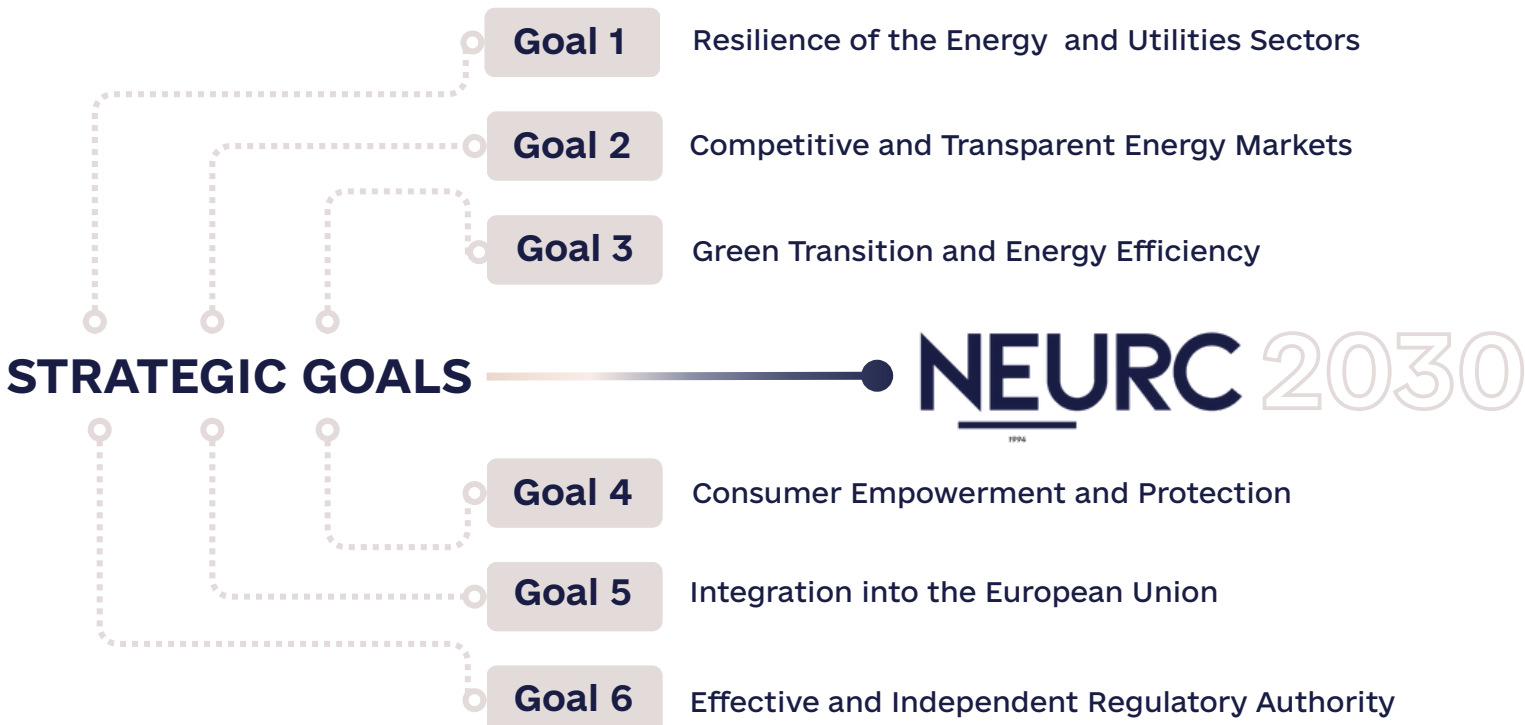 Goal 1 Resilience of the Energy and Utilities Sectors
Goal 2 Competitive and Transparent Energy Markets
Goal 3 Green Transition and Energy Efficiency
STRATEGIC GOALS NEURC 2030
1994
Goal 4 Consumer Empowerment and Protection
Goal 5 Integration into the European Union
Goal 6 Effective and Independent Regulatory Authority